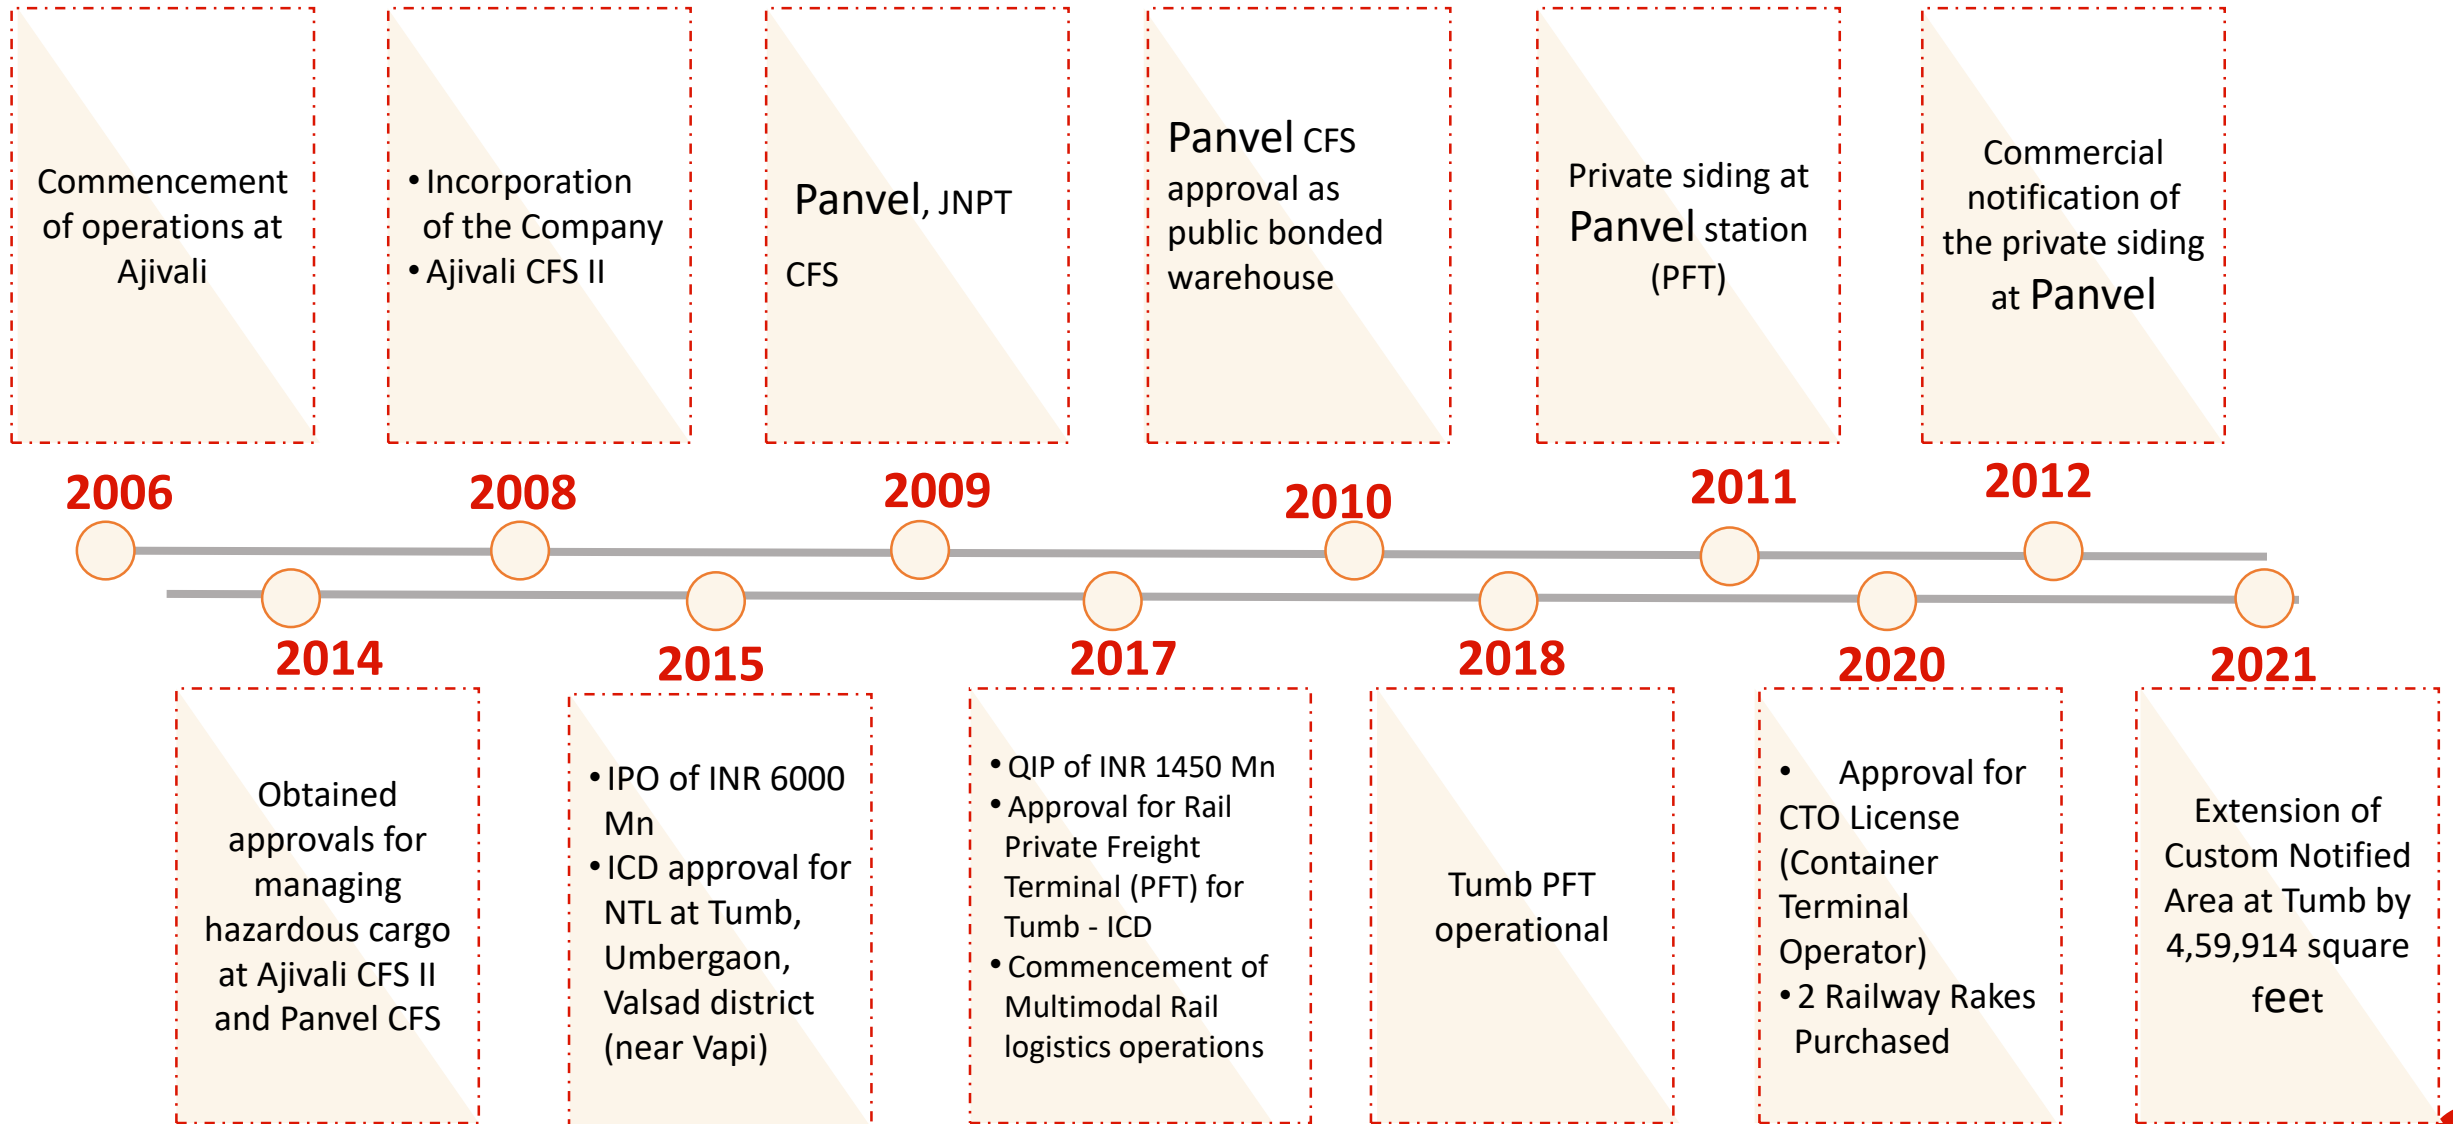 Commencement
of operations at
Ajivali
• Incorporation
of the Company
• Ajivali CFS II
Panvel, JNPT
CFS
Panvel CFS
approval as
public bonded
warehouse
Private siding at
Panvel station
(PFT)
Commercial
notification of
the private siding
at Panvel
2006
2008
2009
2010
2011
2012
2014
2015
2017
2018
2020
2021
Obtained
approvals for
managing
hazardous cargo
at Ajivali CFS II
and Panvel CFS
• IPO of INR 6000
Mn
• ICD approval for
NTL at Tumb,
Umbergaon,
Valsad district
(near Vapi)
• QIP of INR 1450 Mn
• Approval for Rail
Private Freight
Terminal (PFT) for
Tumb - ICD
• Commencement of
Multimodal Rail
logistics operations
Tumb PFT
operational
• Approval for
CTO License
(Container
Terminal
Operator)
• 2 Railway Rakes
Purchased
Extension of
Custom Notified
Area at Tumb by
4,59,914 square
feet